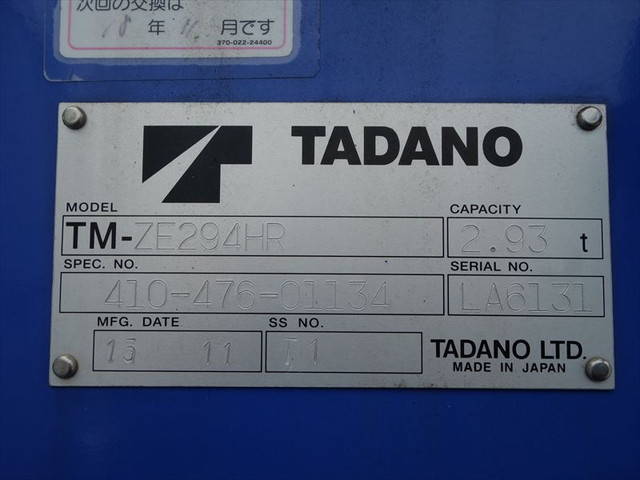 次回の交換は
18 年 11 月です
370-022-24400
TADANO
MODEL
TM-ZE294HR
CAPACITY
2.93 t
SPEC. NO.
410-476-01134
SERIAL NO.
LA6131
MFG. DATE
15 11
SS NO.
T1
TADANO LTD.
MADE IN JAPAN